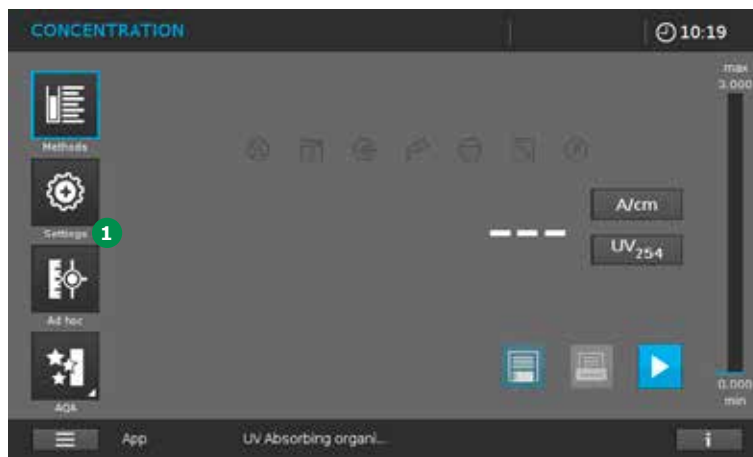 CONCENTRATION
10:19
max
3.000
Methods
Settings
1
A/cm
UV254
Ad hoc
AQA
0.000
min
App
UV Absorbing organi...
i